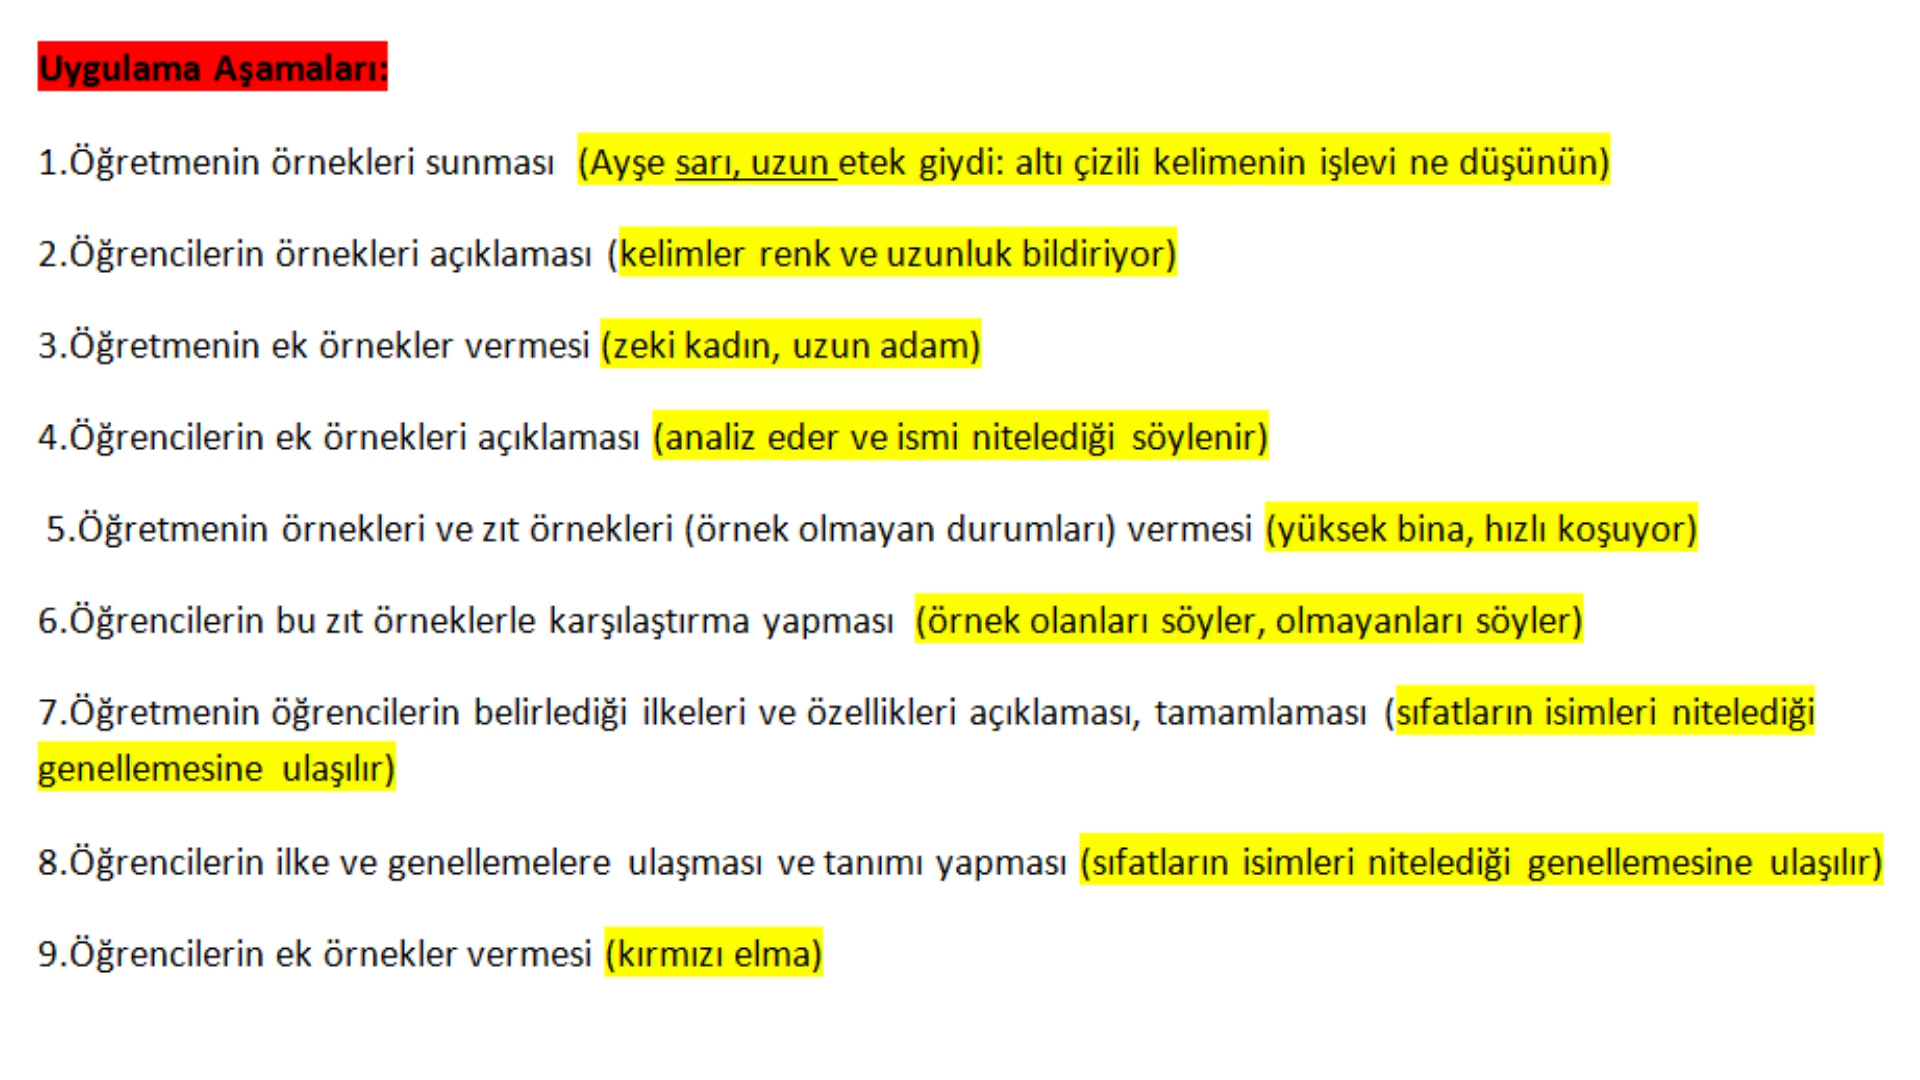 Uygulama Aşamaları:
1.Öğretmenin örnekleri sunması (Ayşe sarı, uzun etek giydi: altı çizili kelimenin işlevi ne düşünün)
2.Öğrencilerin örnekleri açıklaması (kelimler renk ve uzunluk bildiriyor)
3.Öğretmenin ek örnekler vermesi (zeki kadın, uzun adam)
4.Öğrencilerin ek örnekleri açıklaması (analiz eder ve ismi nitelediği söylenir)
5.Öğretmenin örnekleri ve zıt örnekleri (örnek olmayan durumları) vermesi (yüksek bina, hızlı koşuyor)
6.Öğrencilerin bu zıt örneklerle karşılaştırma yapması (örnek olanları söyler, olmayanları söyler)
7.Öğretmenin öğrencilerin belirlediği ilkeleri ve özellikleri açıklaması, tamamlaması (sıfatların isimleri nitelediği
genellemesine ulaşılır)
8.Öğrencilerin ilke ve genellemelere ulaşması ve tanımı yapması (sıfatların isimleri nitelediği genellemesine ulaşılır)
9.Öğrencilerin ek örnekler vermesi (kırmızı elma)